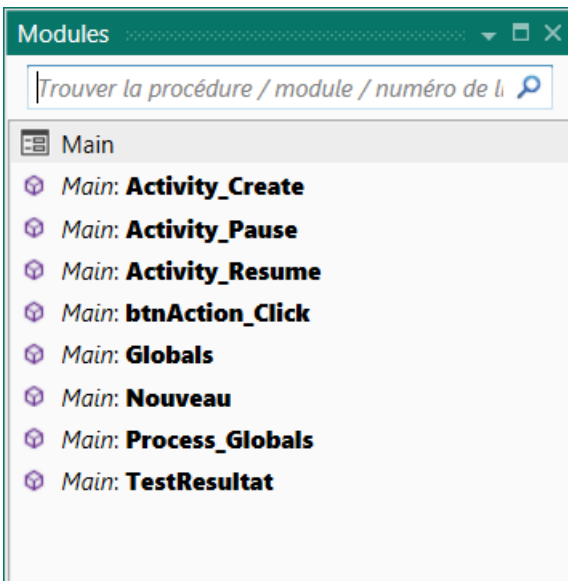 Modules
Trouver la procédure / module / numéro de li
Main
Main: Activity_Create
Main: Activity_Pause
Main: Activity_Resume
Main: btnAction_Click
Main: Globals
Main: Nouveau
Main: Process_Globals
Main: TestResultat